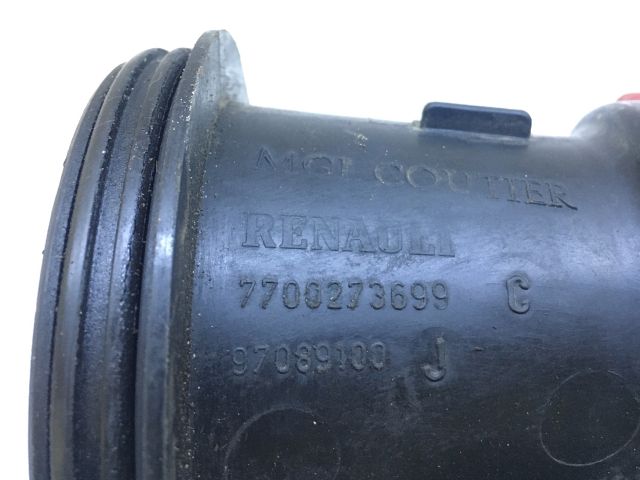 MGI COUTIER
RENAULT
7700273699 C
97089100 J